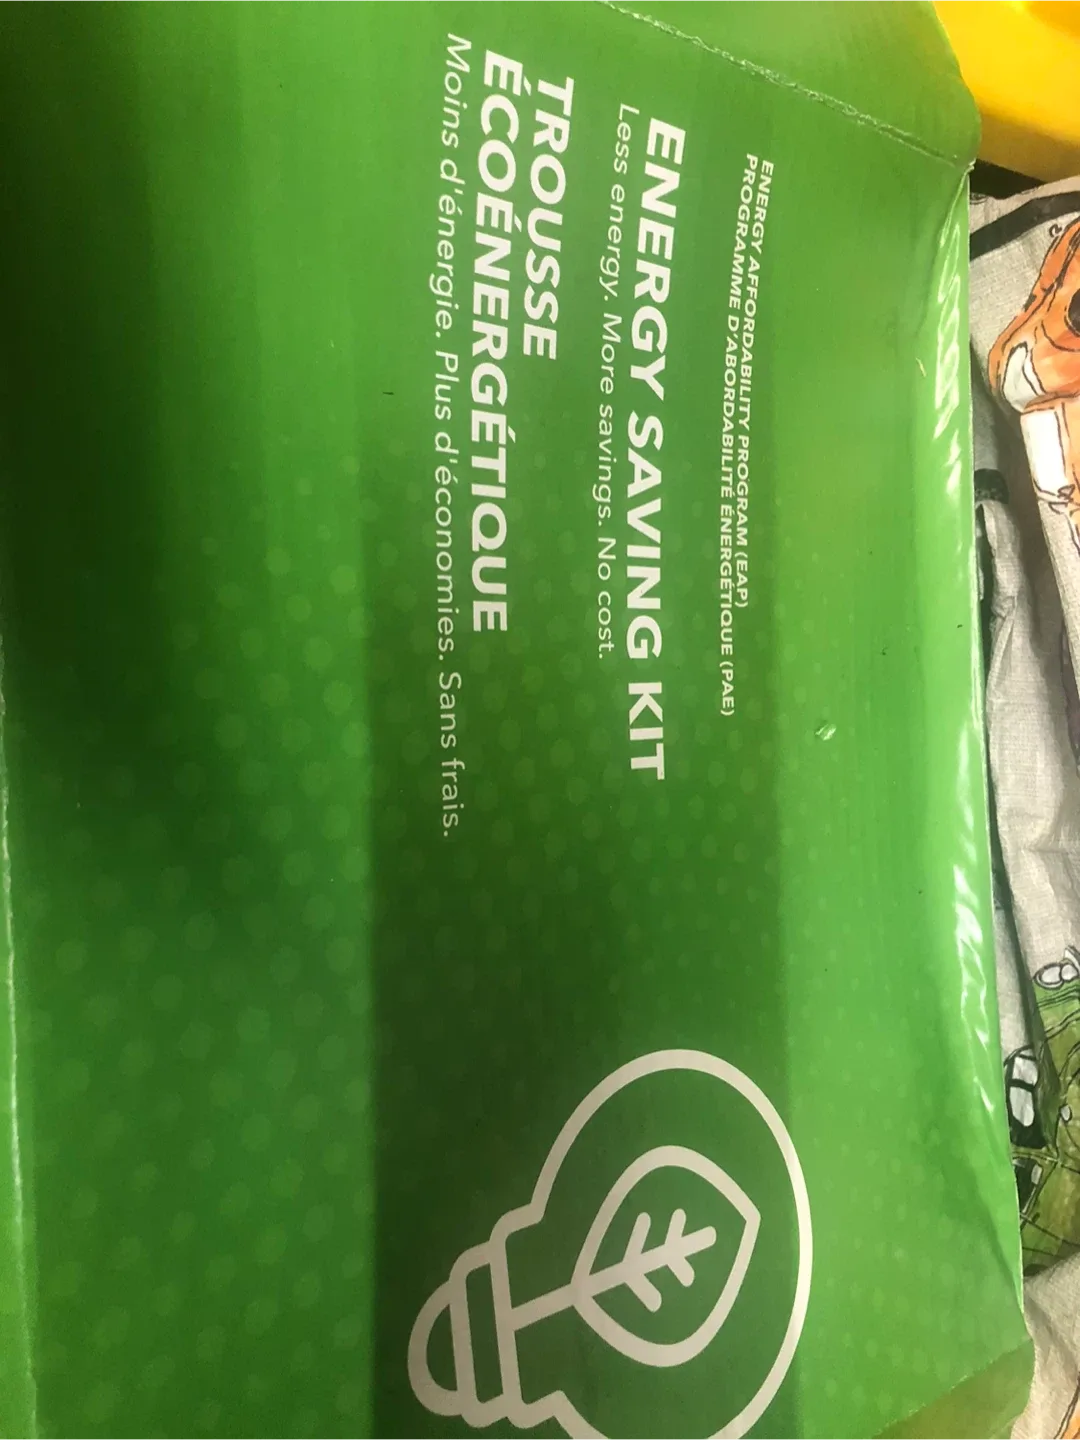 ENERGY AFFORDABILITY PROGRAM (EAP)
PROGRAMME D'ABORDABILITÉ ÉNERGÉTIQUE (PAE)
ENERGY SAVING KIT
Less energy. More savings. No cost.
TROUSSE
ÉCOÉNERGÉTIQUE
Moins d'énergie. Plus d'économies. Sans frais.